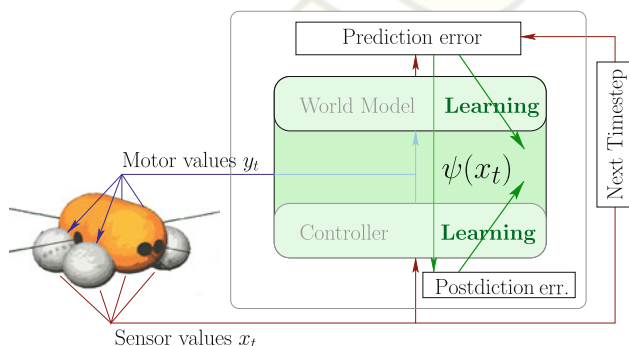 Prediction error
World Model Learning
Next Timestep
Motor values y_t
ψ(x_t)
Controller Learning
Postdiction err.
Sensor values x_t